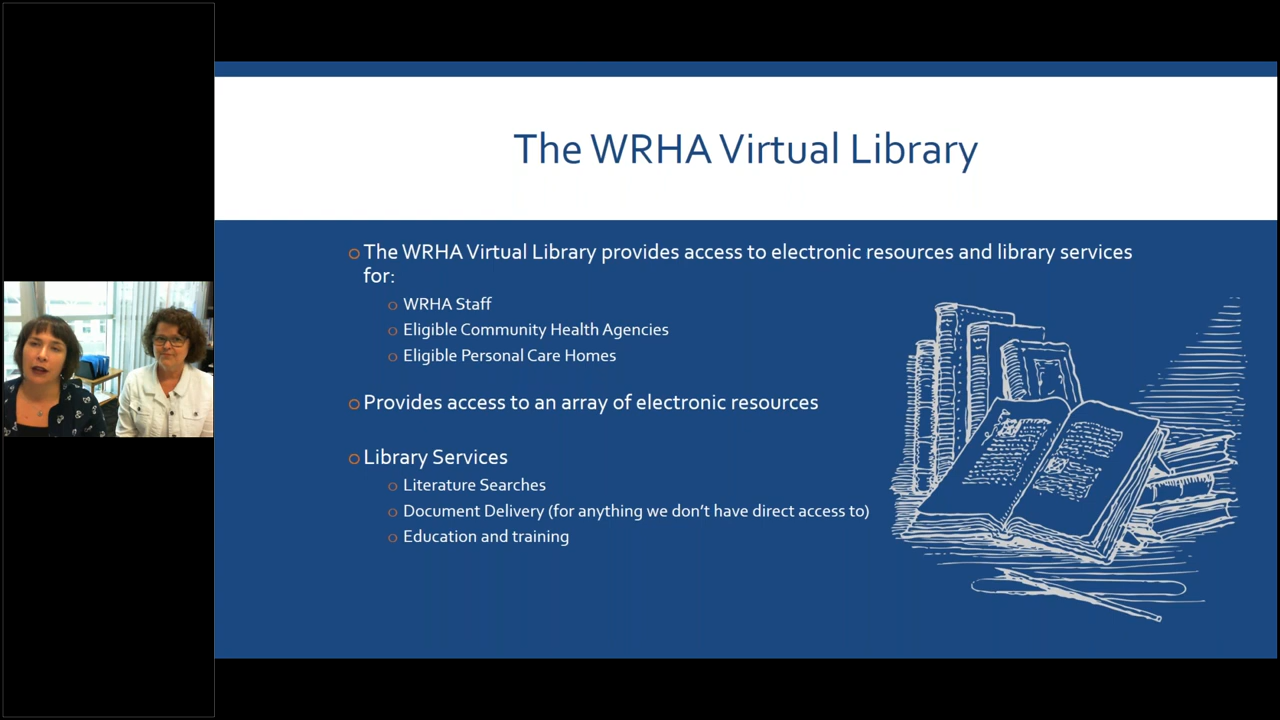 The WRHA Virtual Library
The WRHA Virtual Library provides access to electronic resources and library services
for:
WRHA Staff
Eligible Community Health Agencies
Eligible Personal Care Homes
Provides access to an array of electronic resources
Library Services
Literature Searches
Document Delivery (for anything we don’t have direct access to)
Education and training